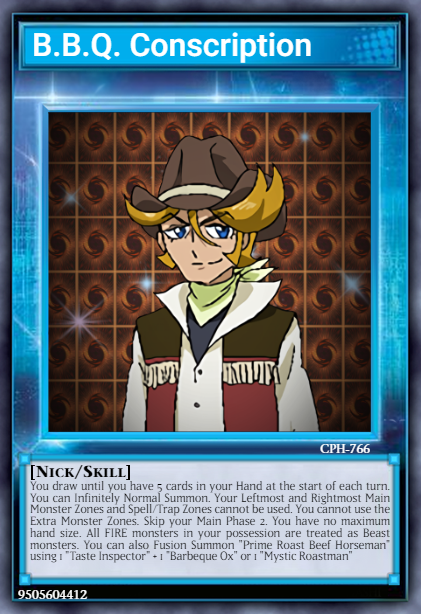 B.B.Q. Conscription
CPH-766
[Nick/Skill]
You draw until you have 5 cards in your Hand at the start of each turn.
You can Infinitely Normal Summon. Your Leftmost and Rightmost Main
Monster Zones and Spell/Trap Zones cannot be used. You cannot use the
Extra Monster Zones. Skip your Main Phase 2. You have no maximum
hand size. All FIRE monsters in your possession are treated as Beast
monsters. You can also Fusion Summon "Prime Roast Beef Horseman"
using 1 "Taste Inspector" + 1 "Barbeque Ox" or 1 "Mystic Roastman"
9505604412